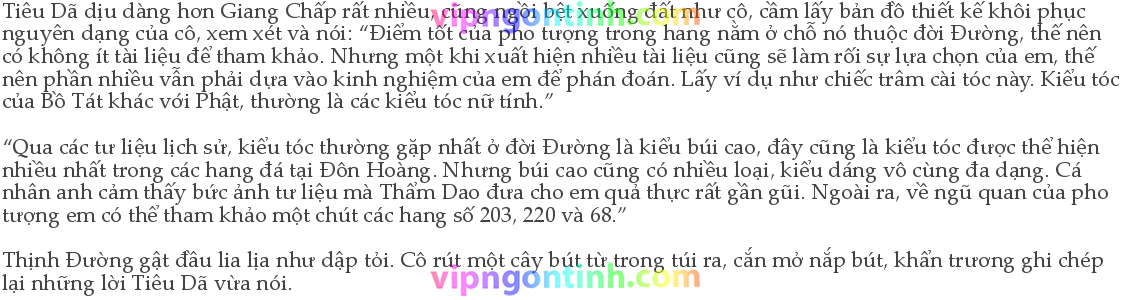 Tiêu Dã dịu dàng hơn Giang Chấp rất nhiều, cũng ngồi bệt xuống đất như cô, cầm lấy bản đồ thiết kế khôi phục
nguyên dạng của cô, xem xét và nói: “Điểm tốt của pho tượng trong hang nằm ở chỗ nó thuộc đời Đường, thế nên
có không ít tài liệu để tham khảo. Nhưng một khi xuất hiện nhiều tài liệu cũng sẽ làm rối sự lựa chọn của em, thế
nên phần nhiều vẫn phải dựa vào kinh nghiệm của em để phán đoán. Lấy ví dụ như chiếc trâm cài tóc này. Kiểu tóc
của Bồ Tát khác với Phật, thường là các kiểu tóc nữ tính.”
“Qua các tư liệu lịch sử, kiểu tóc thường gặp nhất ở đời Đường là kiểu búi cao, đây cũng là kiểu tóc được thể hiện
nhiều nhất trong các hang đá tại Đôn Hoàng. Nhưng búi cao cũng có nhiều loại, kiểu dáng vô cùng đa dạng. Cá
nhân anh cảm thấy bức ảnh tư liệu mà Thẩm Dao đưa cho em quả thực rất gần gũi. Ngoài ra, về ngũ quan của pho
tượng em có thể tham khảo một chút các hang số 203, 220 và 68.”
Thịnh Đường gật đầu lia lịa như dập tỏi. Cô rút một cây bút từ trong túi ra, cắn mở nắp bút, khẩn trương ghi chép
lại những lời Tiêu Dã vừa nói.
vipngontinh.com
vipngontinh.com